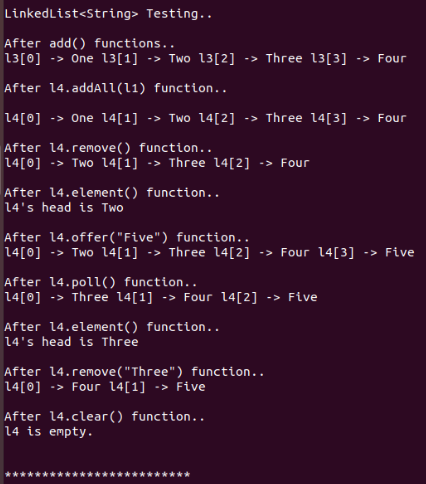 LinkedList<String> Testing..
After add() functions..
l3[0] -> One l3[1] -> Two l3[2] -> Three l3[3] -> Four
After l4.addAll(l1) function..
l4[0] -> One l4[1] -> Two l4[2] -> Three l4[3] -> Four
After l4.remove() function..
l4[0] -> Two l4[1] -> Three l4[2] -> Four
After l4.element() function..
l4's head is Two
After l4.offer("Five") function..
l4[0] -> Two l4[1] -> Three l4[2] -> Four l4[3] -> Five
After l4.poll() function..
l4[0] -> Three l4[1] -> Four l4[2] -> Five
After l4.element() function..
l4's head is Three
After l4.remove("Three") function..
l4[0] -> Four l4[1] -> Five
After l4.clear() function..
l4 is empty.
*************************